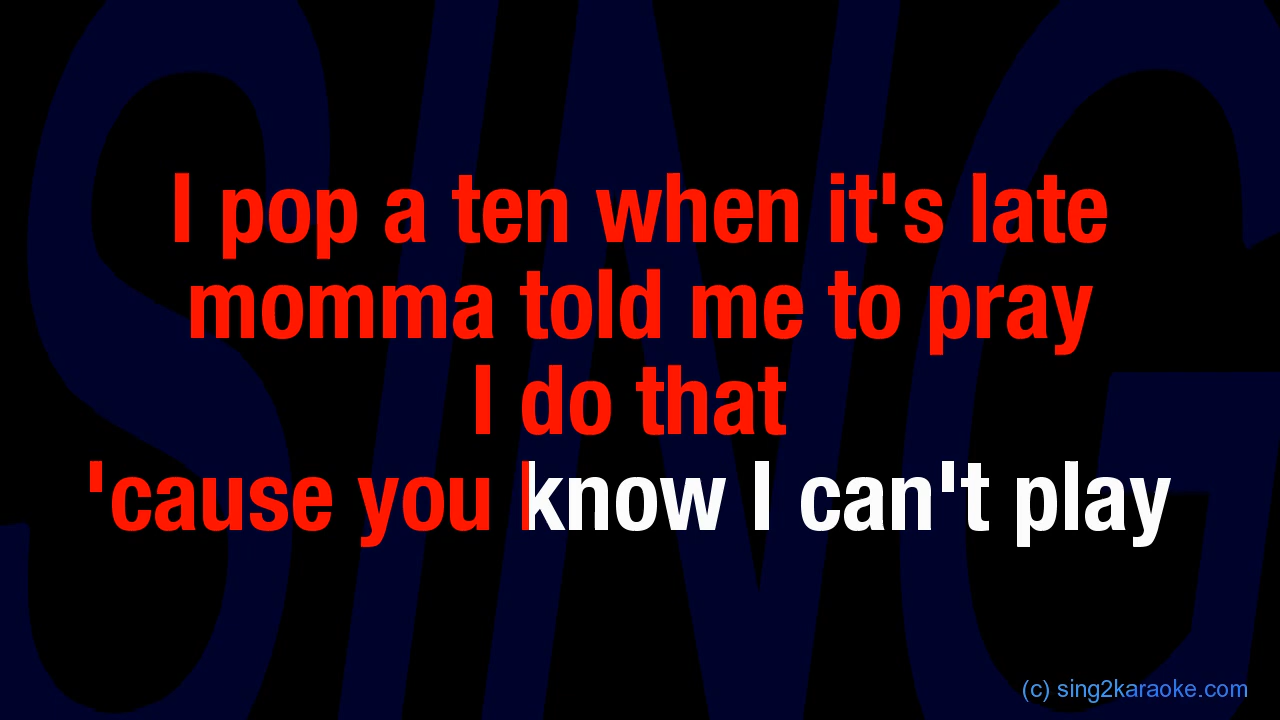 SING
I pop a ten when it's late
momma told me to pray
I do that
'cause you know I can't play
(c) sing2karaoke.com